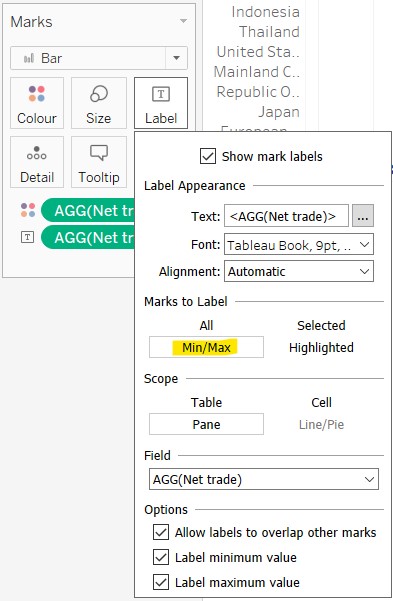 Marks
Bar
Colour Size Label
Detail Tooltip
AGG(Net tr
AGG(Net tr
Indonesia
Thailand
United Sta..
Mainland C..
Republic O..
Japan
Show mark labels
Label Appearance
Text: <AGG(Net trade)> ...
Font: Tableau Book, 9pt, ..
Alignment: Automatic
Marks to Label
All Selected
Min/Max Highlighted
Scope
Table Cell
Pane Line/Pie
Field
AGG(Net trade)
Options
Allow labels to overlap other marks
Label minimum value
Label maximum value